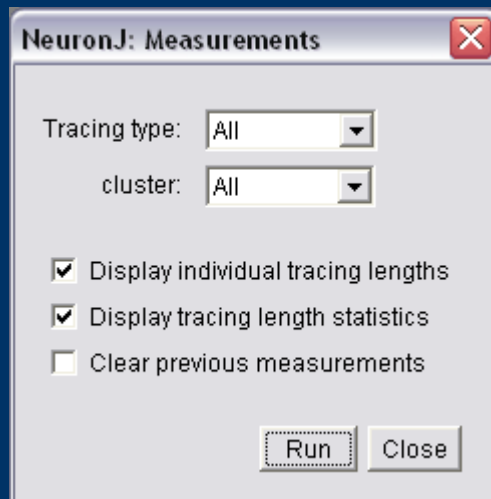 NeuronJ: Measurements
Tracing type: All
cluster: All
Display individual tracing lengths
Display tracing length statistics
Clear previous measurements
Run Close